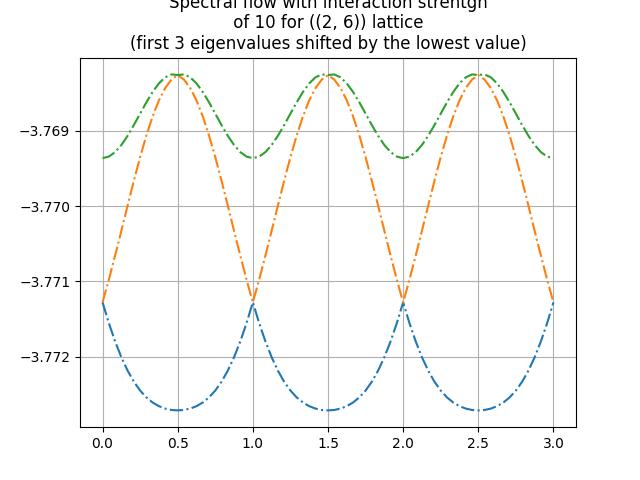 Spectral flow with interaction strentgh
of 10 for ((2, 6)) lattice
(first 3 eigenvalues shifted by the lowest value)
−3.769
−3.770
−3.771
−3.772
0.0 0.5 1.0 1.5 2.0 2.5 3.0